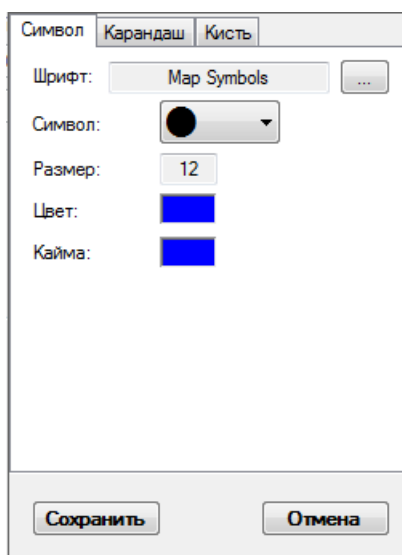 Символ Карандаш Кисть
Шрифт: Map Symbols ...
Символ:
Размер: 12
Цвет:
Кайма:
Сохранить Отмена